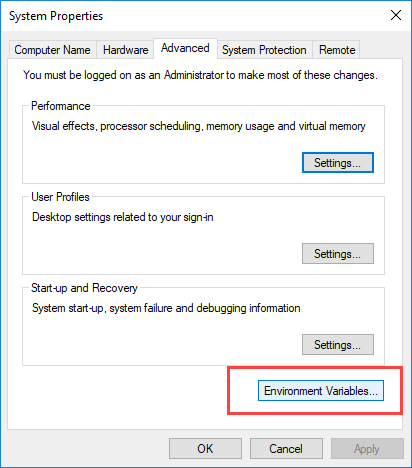 System Properties
Computer Name Hardware Advanced System Protection Remote
You must be logged on as an Administrator to make most of these changes.
Performance
Visual effects, processor scheduling, memory usage and virtual memory
Settings...
User Profiles
Desktop settings related to your sign-in
Settings...
Start-up and Recovery
System start-up, system failure and debugging information
Settings...
Environment Variables...
OK Cancel Apply